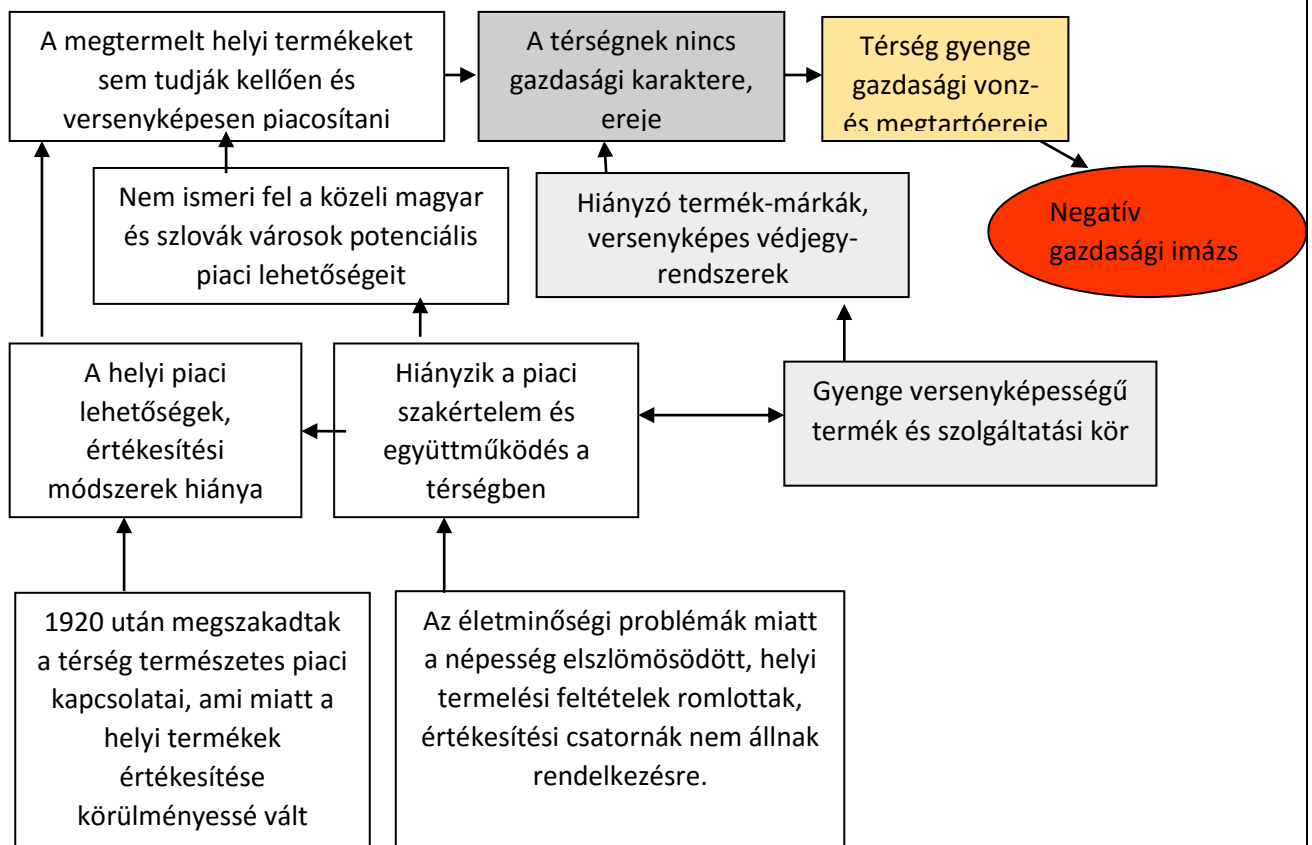 A megtermelt helyi termékeket
sem tudják kellően és
versenyképesen piacosítani
A térségnek nincs
gazdasági karaktere,
ereje
Térség gyenge
gazdasági vonz-
és megtartóereje
Nem ismeri fel a közeli magyar
és szlovák városok potenciális
piaci lehetőségeit
Hiányzó termék-márkák,
versenyképes védjegy-
rendszerek
Negatív
gazdasági imázs
A helyi piaci
lehetőségek,
értékesítési
módszerek hiánya
Hiányzik a piaci
szakértelem és
együttműködés a
térségben
Gyenge versenyképességű
termék és szolgáltatási kör
1920 után megszakadtak
a térség természetes piaci
kapcsolatai, ami miatt a
helyi termékek
értékesítése
körülményessé vált
Az életminőségi problémák miatt
a népesség elszlömösödött, helyi
termelési feltételek romlottak,
értékesítési csatornák nem állnak
rendelkezésre.